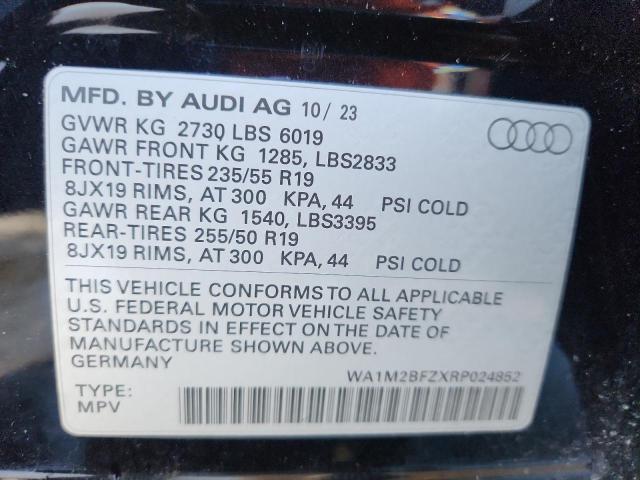 MFD. BY AUDI AG 10/ 23
GVWR KG 2730 LBS 6019
GAWR FRONT KG 1285, LBS2833
FRONT-TIRES 235/55 R19
8JX19 RIMS, AT 300 KPA, 44 PSI COLD
GAWR REAR KG 1540, LBS3395
REAR-TIRES 255/50 R19
8JX19 RIMS, AT 300 KPA, 44 PSI COLD
THIS VEHICLE CONFORMS TO ALL APPLICABLE
U.S. FEDERAL MOTOR VEHICLE SAFETY
STANDARDS IN EFFECT ON THE DATE OF
MANUFACTURE SHOWN ABOVE.
GERMANY
WA1M2BFZXRP024852
TYPE:
MPV